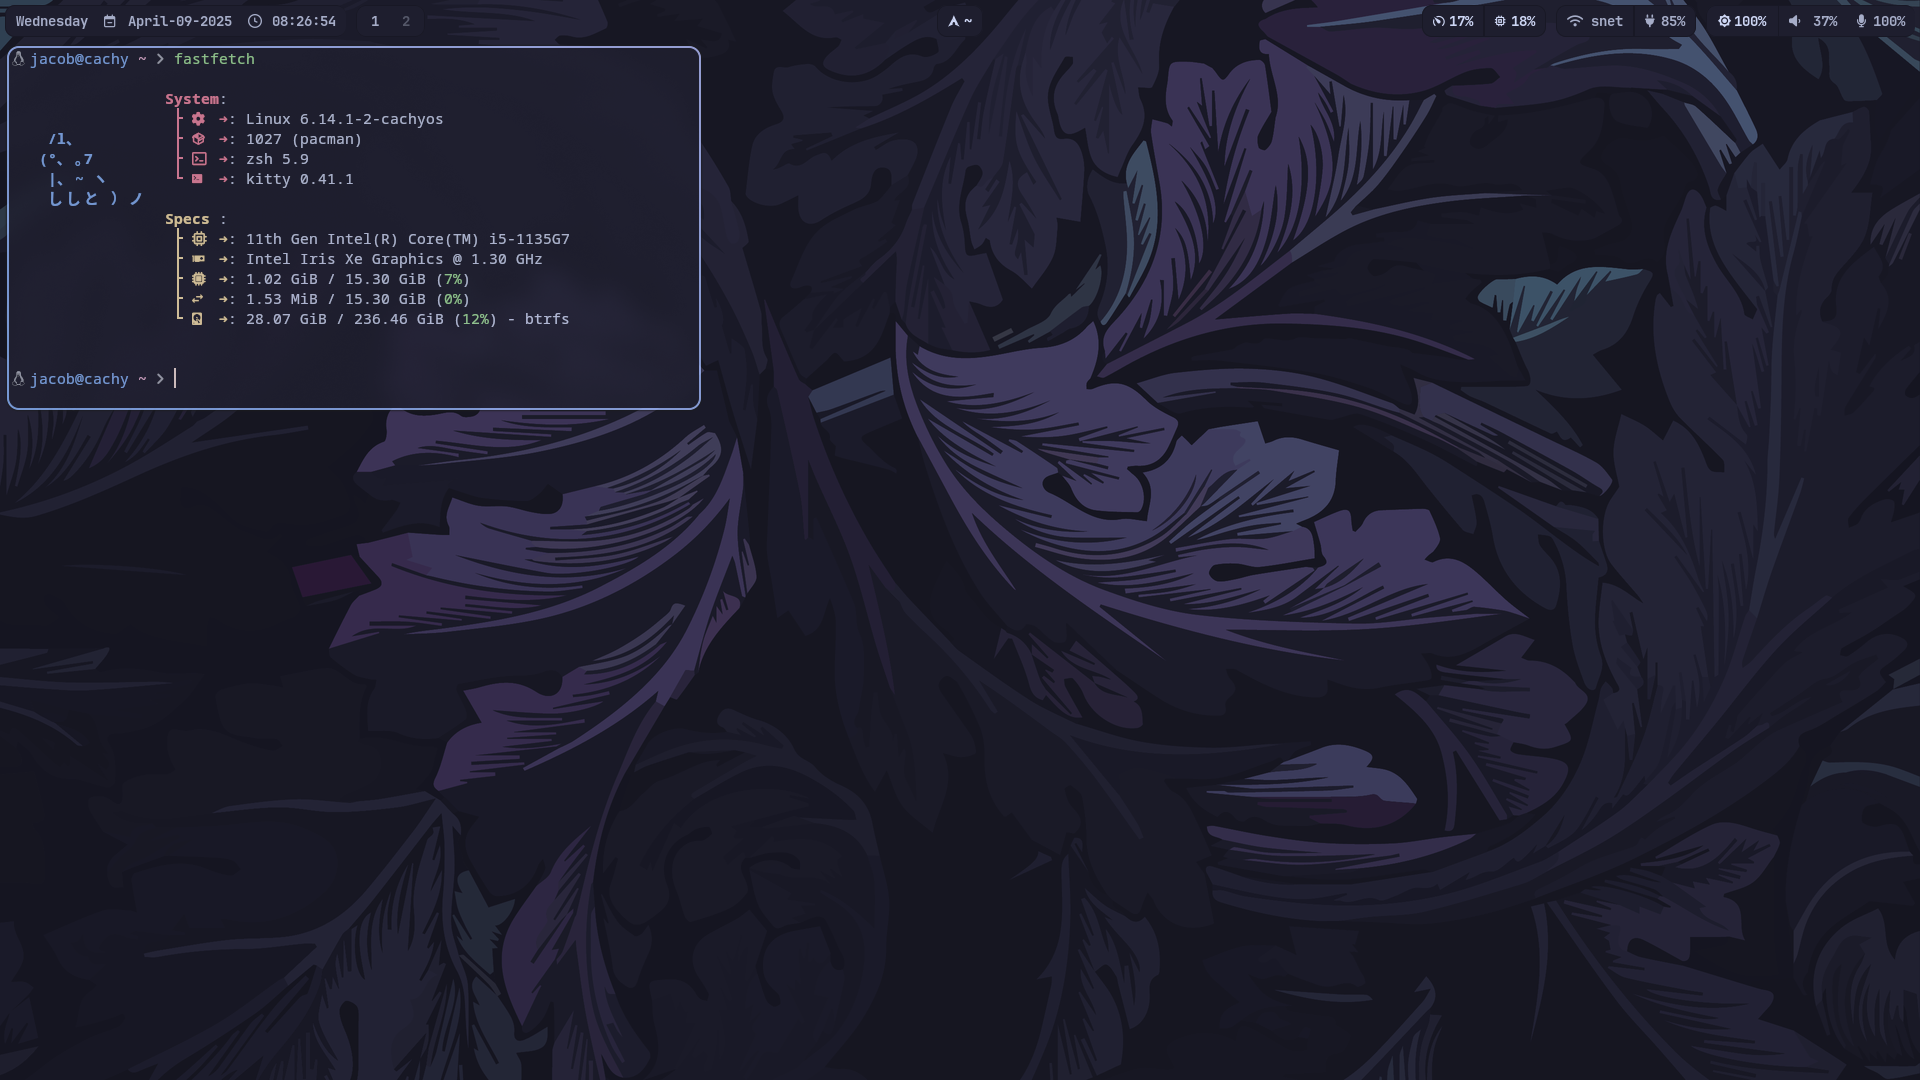 Wednesday April-09-2025 08:26:54 1 2
~
17% 18% snet 85% 100% 37% 100%
jacob@cachy ~ > fastfetch
System:
➜: Linux 6.14.1-2-cachyos
➜: 1027 (pacman)
➜: zsh 5.9
➜: kitty 0.41.1
/l、
(°、 。7
|、~ ヽ
じしと ) ノ
Specs :
➜: 11th Gen Intel(R) Core(TM) i5-1135G7
➜: Intel Iris Xe Graphics @ 1.30 GHz
➜: 1.02 GiB / 15.30 GiB (7%)
➜: 1.53 MiB / 15.30 GiB (0%)
➜: 28.07 GiB / 236.46 GiB (12%) - btrfs
jacob@cachy ~ >